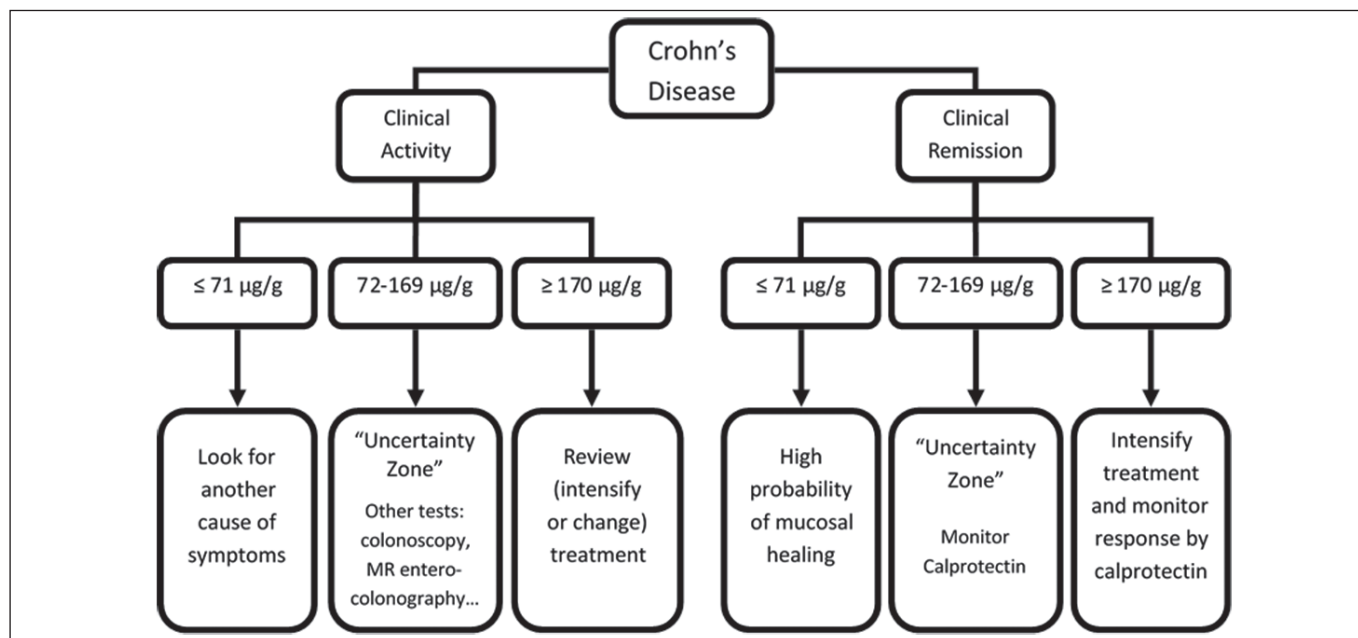 Crohn's
Disease
Clinical
Activity
Clinical
Remission
≤ 71 μg/g
72-169 μg/g
≥ 170 μg/g
≤ 71 μg/g
72-169 μg/g
≥ 170 μg/g
Look for
another
cause of
symptoms
“Uncertainty
Zone”
Other tests:
colonoscopy,
MR entero-
colonography...
Review
(intensify
or change)
treatment
High
probability
of mucosal
healing
“Uncertainty
Zone”
Monitor
Calprotectin
Intensify
treatment
and monitor
response by
calprotectin